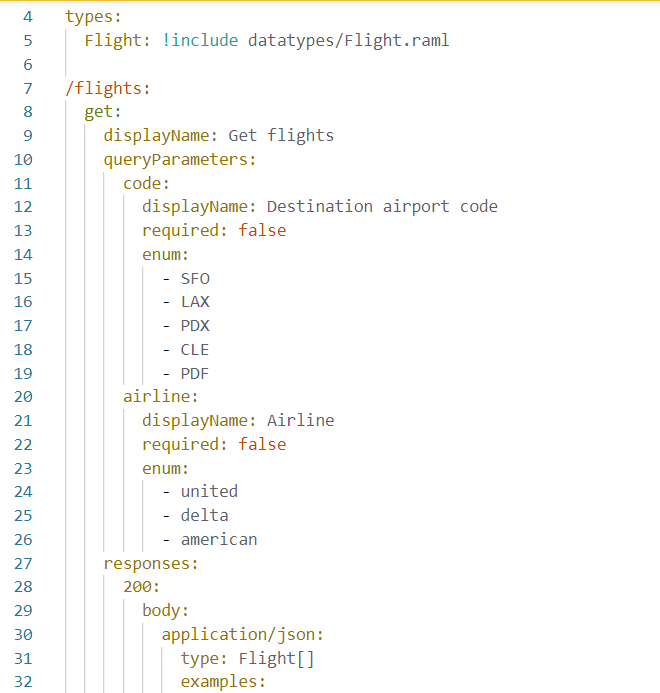 4 types:
5   Flight: !include datatypes/Flight.raml
6
7 /flights:
8   get:
9     displayName: Get flights
10     queryParameters:
11       code:
12         displayName: Destination airport code
13         required: false
14         enum:
15           - SFO
16           - LAX
17           - PDX
18           - CLE
19           - PDF
20       airline:
21         displayName: Airline
22         required: false
23         enum:
24           - united
25           - delta
26           - american
27     responses:
28       200:
29         body:
30           application/json:
31             type: Flight[]
32             examples: